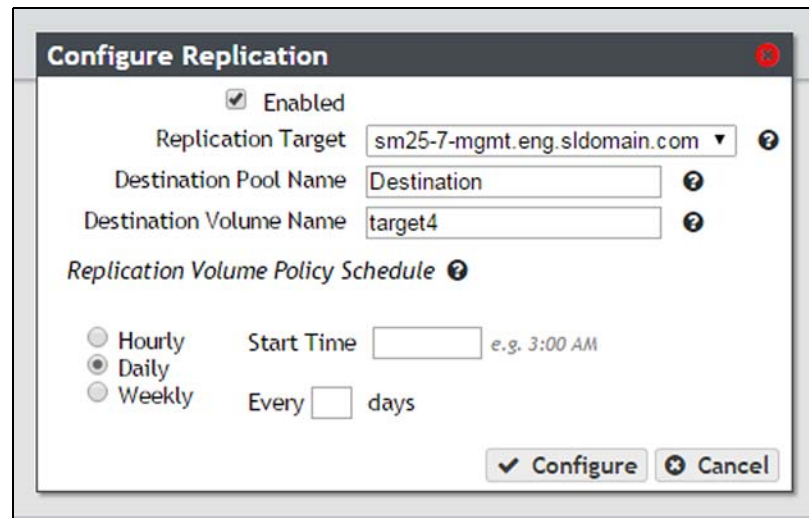 Configure Replication
Enabled
Replication Target sm25-7-mgmt.eng.sldomain.com
Destination Pool Name Destination
Destination Volume Name target4
Replication Volume Policy Schedule
Hourly Start Time e.g. 3:00 AM
Daily
Weekly Every days
Configure Cancel